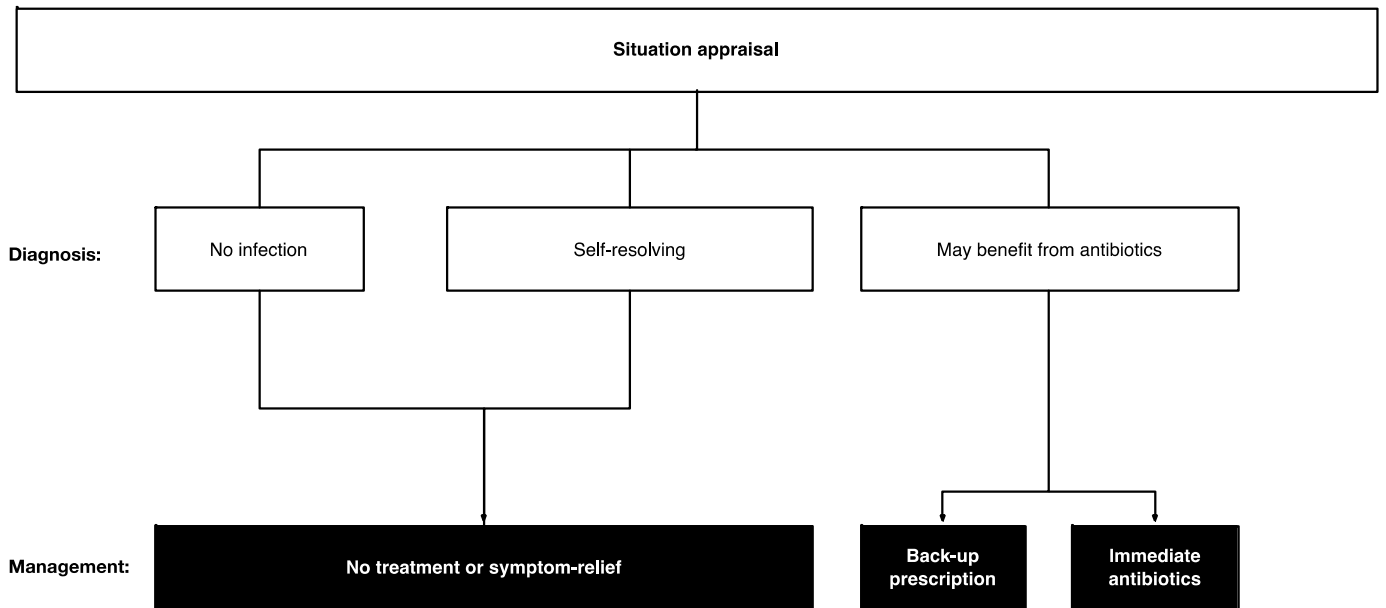 Situation appraisal
Diagnosis:
No infection
Self-resolving
May benefit from antibiotics
Management:
No treatment or symptom-relief
Back-up
prescription
Immediate
antibiotics